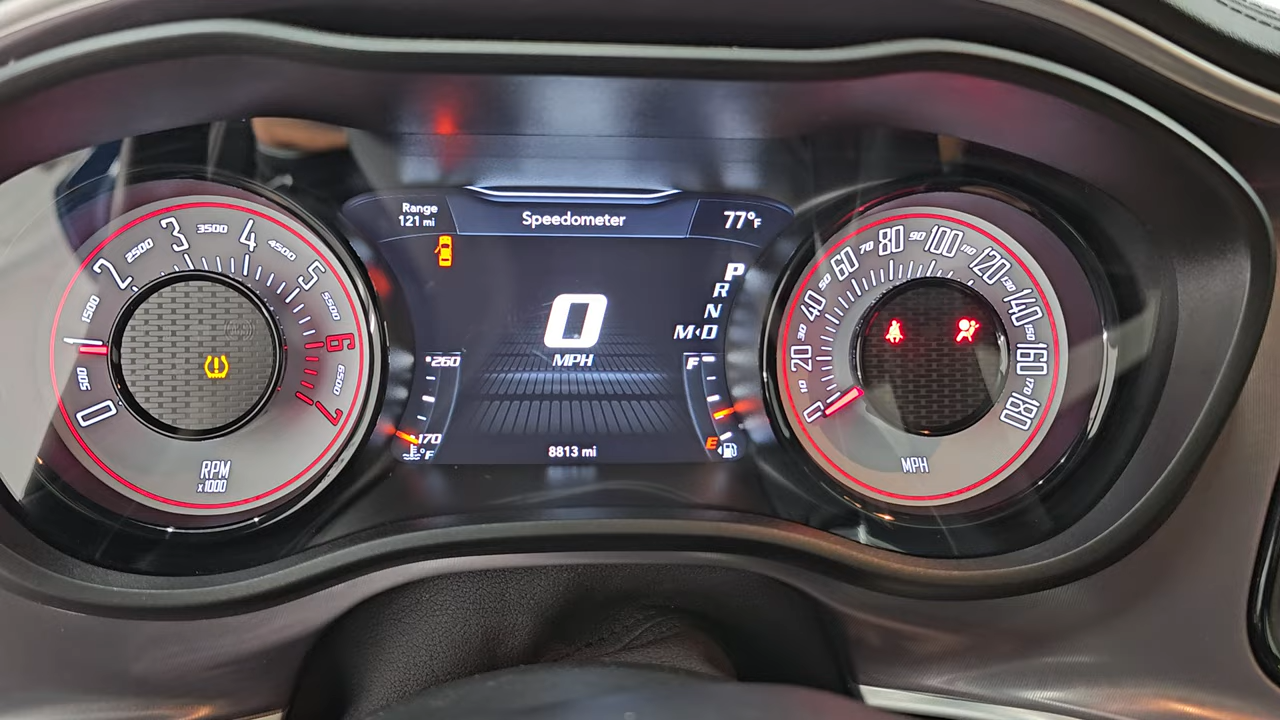 Range
121 mi
Speedometer
77°F
0
500
1
1500
2
2500
3
3500
4
4500
5
5500
6
6500
7
RPM
x1000
P
R
N
M‹D
0
MPH
260
170
°F
F
E
8813 mi
0
10
20
30
40
50
60
70
80
90
100
110
120
130
140
150
160
170
180
MPH